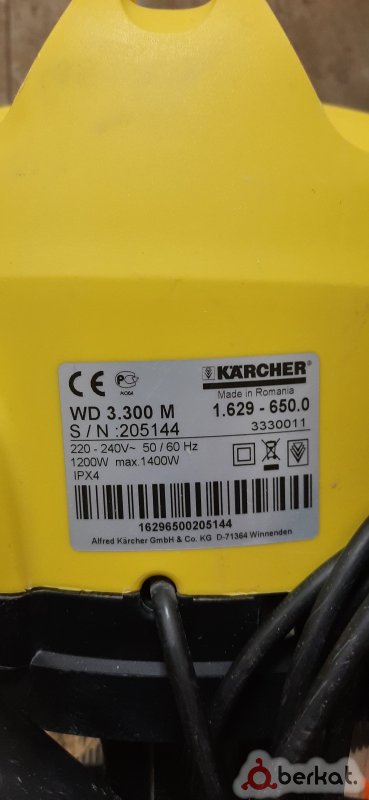 CE
KÄRCHER
Made in Romania
WD 3.300 M
1.629 - 650.0
S / N :205144
3330011
220 - 240V~ 50 / 60 Hz
1200W max.1400W
IPX4
16296500205144
Alfred Kärcher GmbH & Co. KG D-71364 Winnenden
berkat.